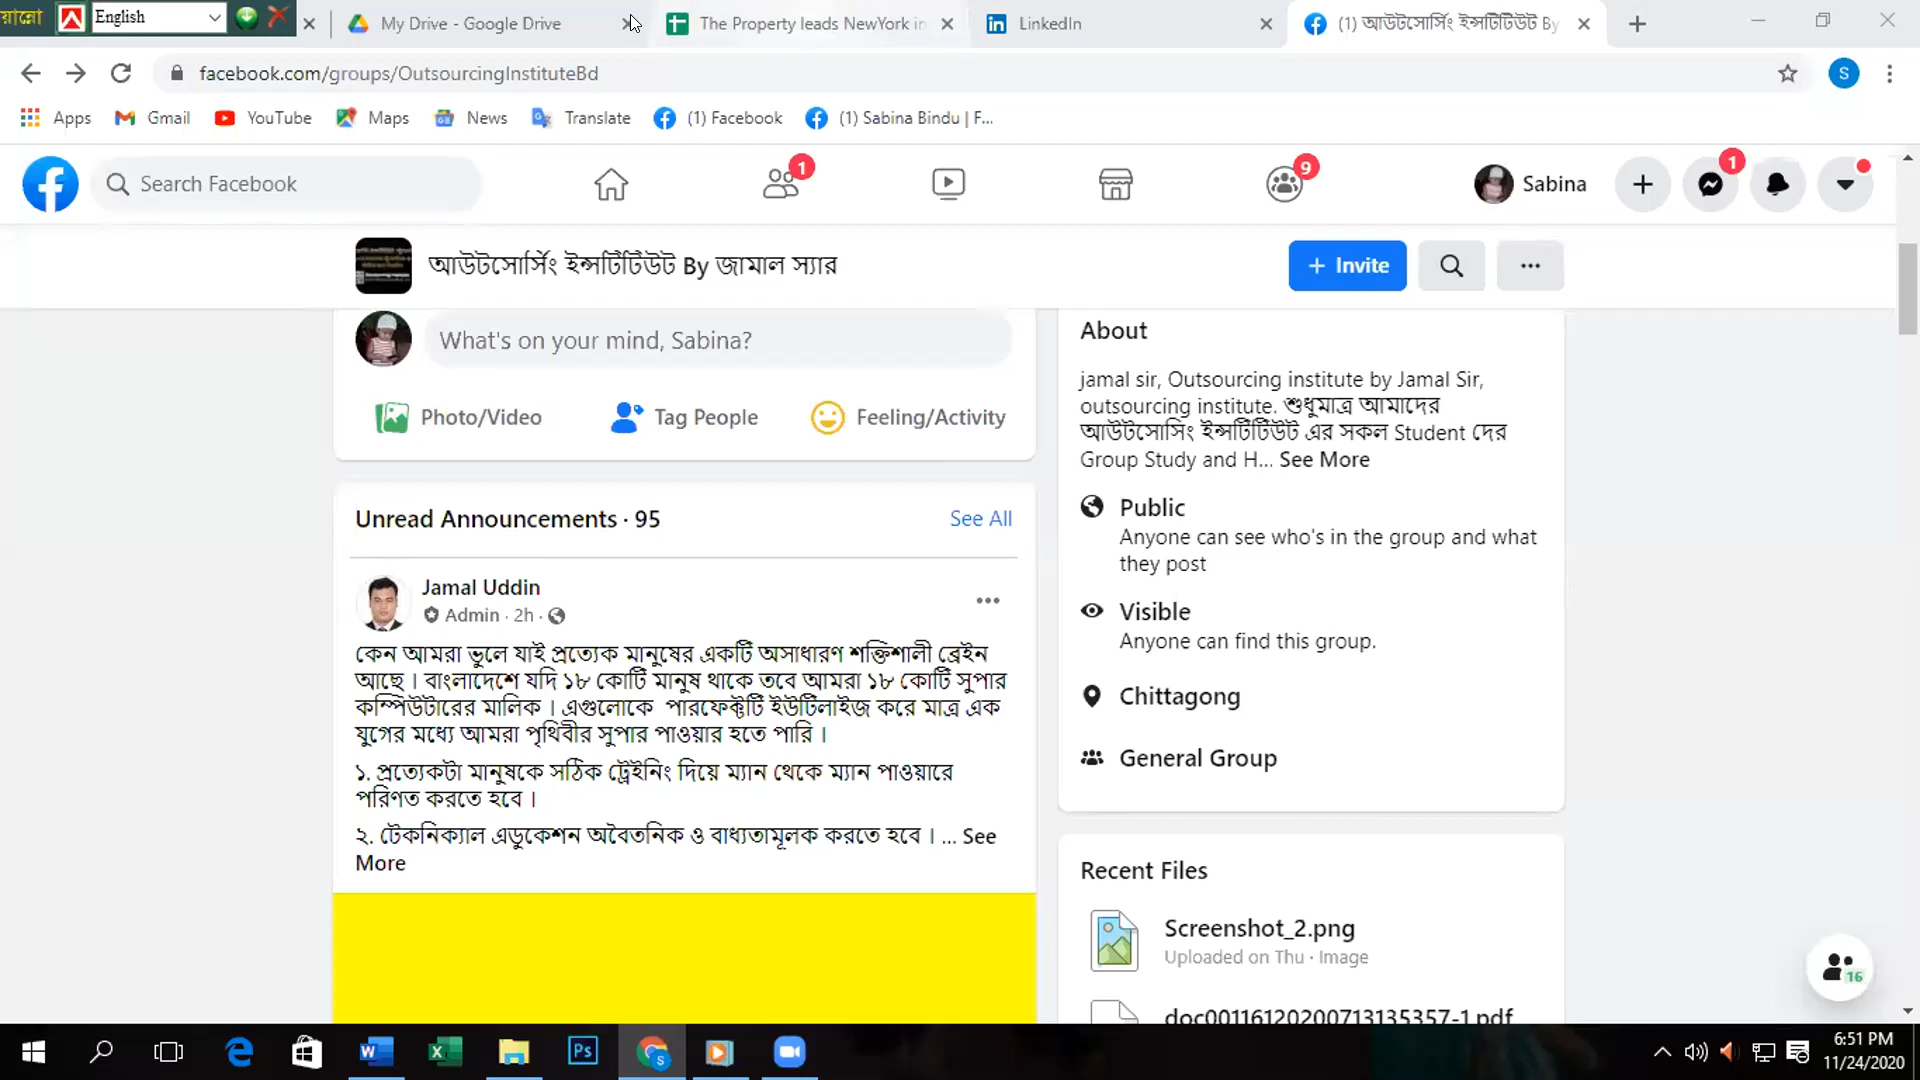 য়ান্নো
English
My Drive - Google Drive
The Property leads NewYork in
LinkedIn
(1) আউটসোর্সিং ইন্সটিটিউট By
facebook.com/groups/OutsourcingInstituteBd
S
Apps
Gmail
YouTube
Maps
News
Translate
(1) Facebook
(1) Sabina Bindu | F...
Search Facebook
1
9
Sabina
1
আউটসোর্সিং ইন্সটিটিউট By জামাল স্যার
Invite
What's on your mind, Sabina?
Photo/Video
Tag People
Feeling/Activity
Unread Announcements · 95
See All
Jamal Uddin
Admin · 2h ·
কেন আমরা ভুলে যাই প্রত্যেক মানুষের একটি অসাধারণ শক্তিশালী ব্রেইন
আছে । বাংলাদেশে যদি ১৮ কোটি মানুষ থাকে তবে আমরা ১৮ কোটি সুপার
কম্পিউটারের মালিক । এগুলোকে পারফেক্টটি ইউটিলাইজ করে মাত্র এক
যুগের মধ্যে আমরা পৃথিবীর সুপার পাওয়ার হতে পারি ।
১. প্রত্যেকটা মানুষকে সঠিক ট্রেইনিং দিয়ে ম্যান থেকে ম্যান পাওয়ারে
পরিণত করতে হবে ।
২. টেকনিক্যাল এডুকেশন অবৈতনিক ও বাধ্যতামূলক করতে হবে । ... See
More
About
jamal sir, Outsourcing institute by Jamal Sir,
outsourcing institute. শুধুমাত্র আমাদের
আউটসোসিং ইন্সটিটিউট এর সকল Student দের
Group Study and H... See More
Public
Anyone can see who's in the group and what
they post
Visible
Anyone can find this group.
Chittagong
General Group
Recent Files
Screenshot_2.png
Uploaded on Thu · Image
doc00116120200713135357-1.pdf
16
Ps
6:51 PM
11/24/2020